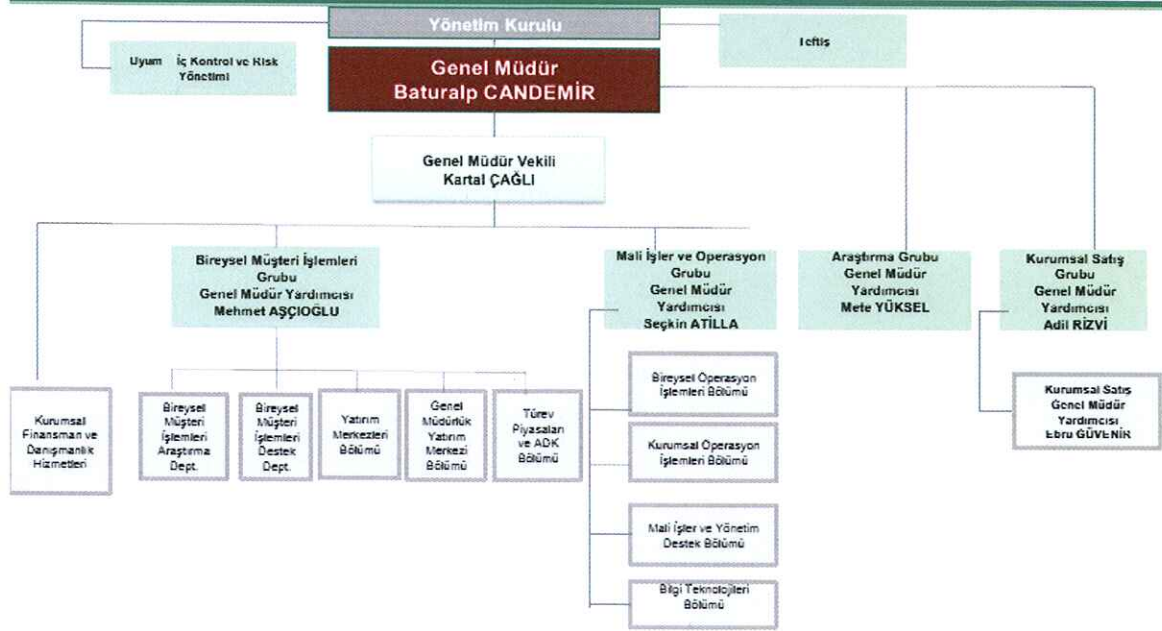 Yönetim Kurulu
Teftiş
Uyum İç Kontrol ve Risk
Yönetimi
Genel Müdür
Baturalp CANDEMİR
Genel Müdür Vekili
Kartal ÇAĞLI
Bireysel Müşteri İşlemleri
Grubu
Genel Müdür Yardımcısı
Mehmet AŞÇIOĞLU
Mali İşler ve Operasyon
Grubu
Genel Müdür
Yardımcısı
Seçkin ATİLLA
Araştırma Grubu
Genel Müdür
Yardımcısı
Mete YÜKSEL
Kurumsal Satış
Grubu
Genel Müdür
Yardımcısı
Adil RİZVİ
Kurumsal
Finansman ve
Danışmanlık
Hizmetleri
Bireysel
Müşteri
İşlemleri
Araştırma
Dept.
Bireysel
Müşteri
İşlemleri
Destek
Dept.
Yatırım
Merkezleri
Bölümü
Genel
Müdürlük
Yatırım
Merkezi
Bölümü
Türev
Piyasaları
ve ADK
Bölümü
Bireysel Operasyon
İşlemleri Bölümü
Kurumsal Operasyon
İşlemleri Bölümü
Mali İşler ve Yönetim
Destek Bölümü
Bilgi Teknolojileri
Bölümü
Kurumsal Satış
Genel Müdür
Yardımcısı
Ebru GÜVENİR